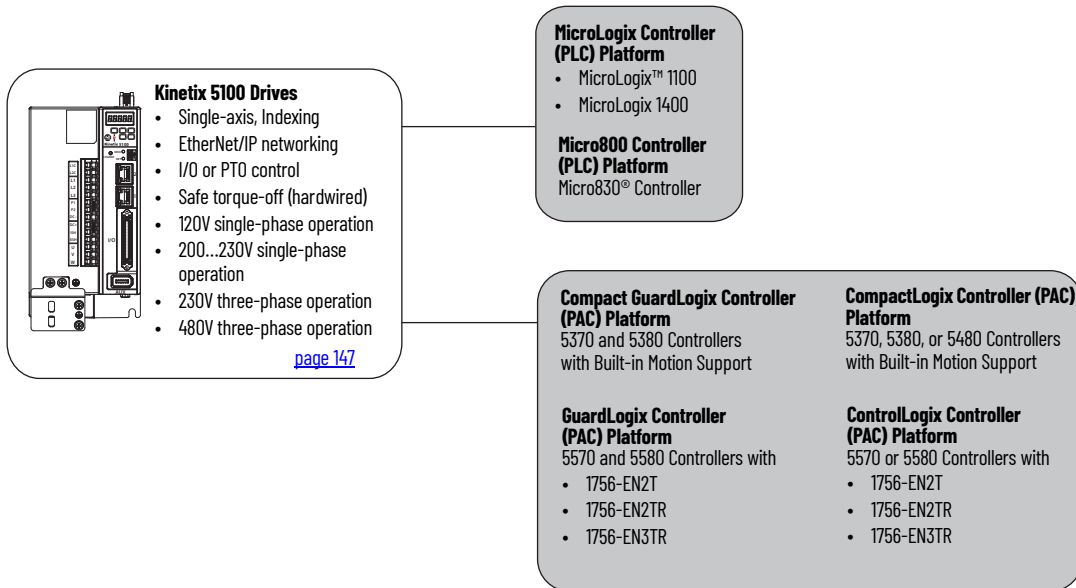 Kinetix 5100 Drives
• Single-axis, Indexing
• EtherNet/IP networking
• I/O or PTO control
• Safe torque-off (hardwired)
• 120V single-phase operation
• 200...230V single-phase
operation
• 230V three-phase operation
• 480V three-phase operation
page 147
MicroLogix Controller
(PLC) Platform
• MicroLogix™ 1100
• MicroLogix 1400
Micro800 Controller
(PLC) Platform
Micro830® Controller
Compact GuardLogix Controller
(PAC) Platform
5370 and 5380 Controllers
with Built-in Motion Support
CompactLogix Controller (PAC)
Platform
5370, 5380, or 5480 Controllers
with Built-in Motion Support
GuardLogix Controller
(PAC) Platform
5570 and 5580 Controllers with
• 1756-EN2T
• 1756-EN2TR
• 1756-EN3TR
ControlLogix Controller
(PAC) Platform
5570 or 5580 Controllers with
• 1756-EN2T
• 1756-EN2TR
• 1756-EN3TR